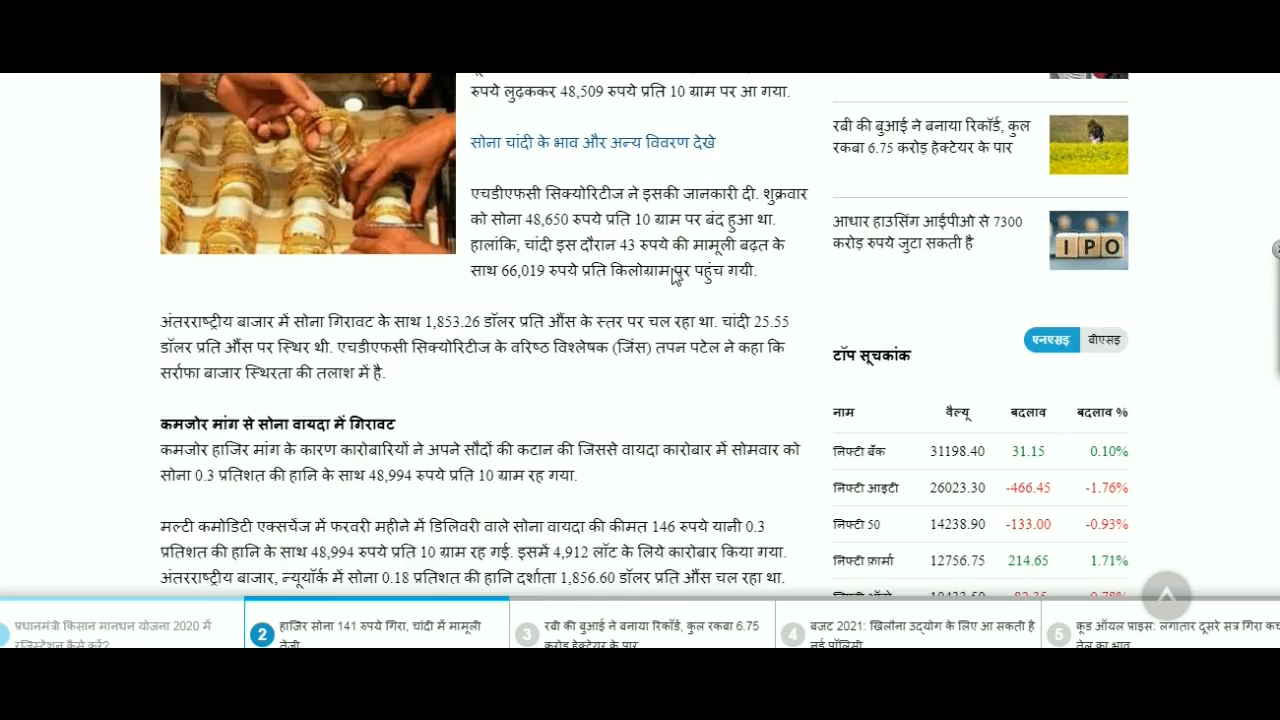 रुपये लुढ़ककर 48,509 रुपये प्रति 10 ग्राम पर आ गया.
सोना चांदी के भाव और अन्य विवरण देखे
एचडीएफसी सिक्योरिटीज ने इसकी जानकारी दी. शुक्रवार
को सोना 48,650 रुपये प्रति 10 ग्राम पर बंद हुआ था.
हालांकि, चांदी इस दौरान 43 रुपये की मामूली बढ़त के
साथ 66,019 रुपये प्रति किलोग्राम पर पहुंच गयी.
अंतरराष्ट्रीय बाजार में सोना गिरावट के साथ 1,853.26 डॉलर प्रति औंस के स्तर पर चल रहा था. चांदी 25.55
डॉलर प्रति औंस पर स्थिर थी. एचडीएफसी सिक्योरिटीज के वरिष्ठ विश्लेषक (जिंस) तपन पटेल ने कहा कि
सर्राफा बाजार स्थिरता की तलाश में है.
कमजोर मांग से सोना वायदा में गिरावट
कमजोर हाजिर मांग के कारण कारोबारियों ने अपने सौदों की कटान की जिससे वायदा कारोबार में सोमवार को
सोना 0.3 प्रतिशत की हानि के साथ 48,994 रुपये प्रति 10 ग्राम रह गया.
मल्टी कमोडिटी एक्सचेंज में फरवरी महीने में डिलिवरी वाले सोना वायदा की कीमत 146 रुपये यानी 0.3
प्रतिशत की हानि के साथ 48,994 रुपये प्रति 10 ग्राम रह गई. इसमें 4,912 लॉट के लिये कारोबार किया गया.
अंतरराष्ट्रीय बाजार, न्यूयॉर्क में सोना 0.18 प्रतिशत की हानि दर्शाता 1,856.60 डॉलर प्रति औंस चल रहा था.
रबी की बुआई ने बनाया रिकॉर्ड, कुल
रकबा 6.75 करोड़ हेक्टेयर के पार
आधार हाउसिंग आईपीओ से 7300
करोड़ रुपये जुटा सकती है
IPO
एनएसइ बीएसइ
टॉप सूचकांक
नाम वैल्यू बदलाव बदलाव %
निफ्टी बैंक 31198.40 31.15 0.10%
निफ्टी आइटी 26023.30 -466.45 -1.76%
निफ्टी 50 14238.90 -133.00 -0.93%
निफ्टी फ़ार्मा 12756.75 214.65 1.71%
प्रधानमंत्री किसान मानधन योजना 2020 में
रजिस्ट्रेशन कैसे करें?
2 हाजिर सोना 141 रुपये गिरा, चांदी में मामूली
तेजी
3 रबी की बुआई ने बनाया रिकॉर्ड, कुल रकबा 6.75
करोड़ हेक्टेयर के पार
4 बजट 2021: खिलौना उद्योग के लिए आ सकती है
नई पॉलिसी
5 क्रूड ऑयल प्राइस: लगातार दूसरे सत्र गिरा
तेल का भाव